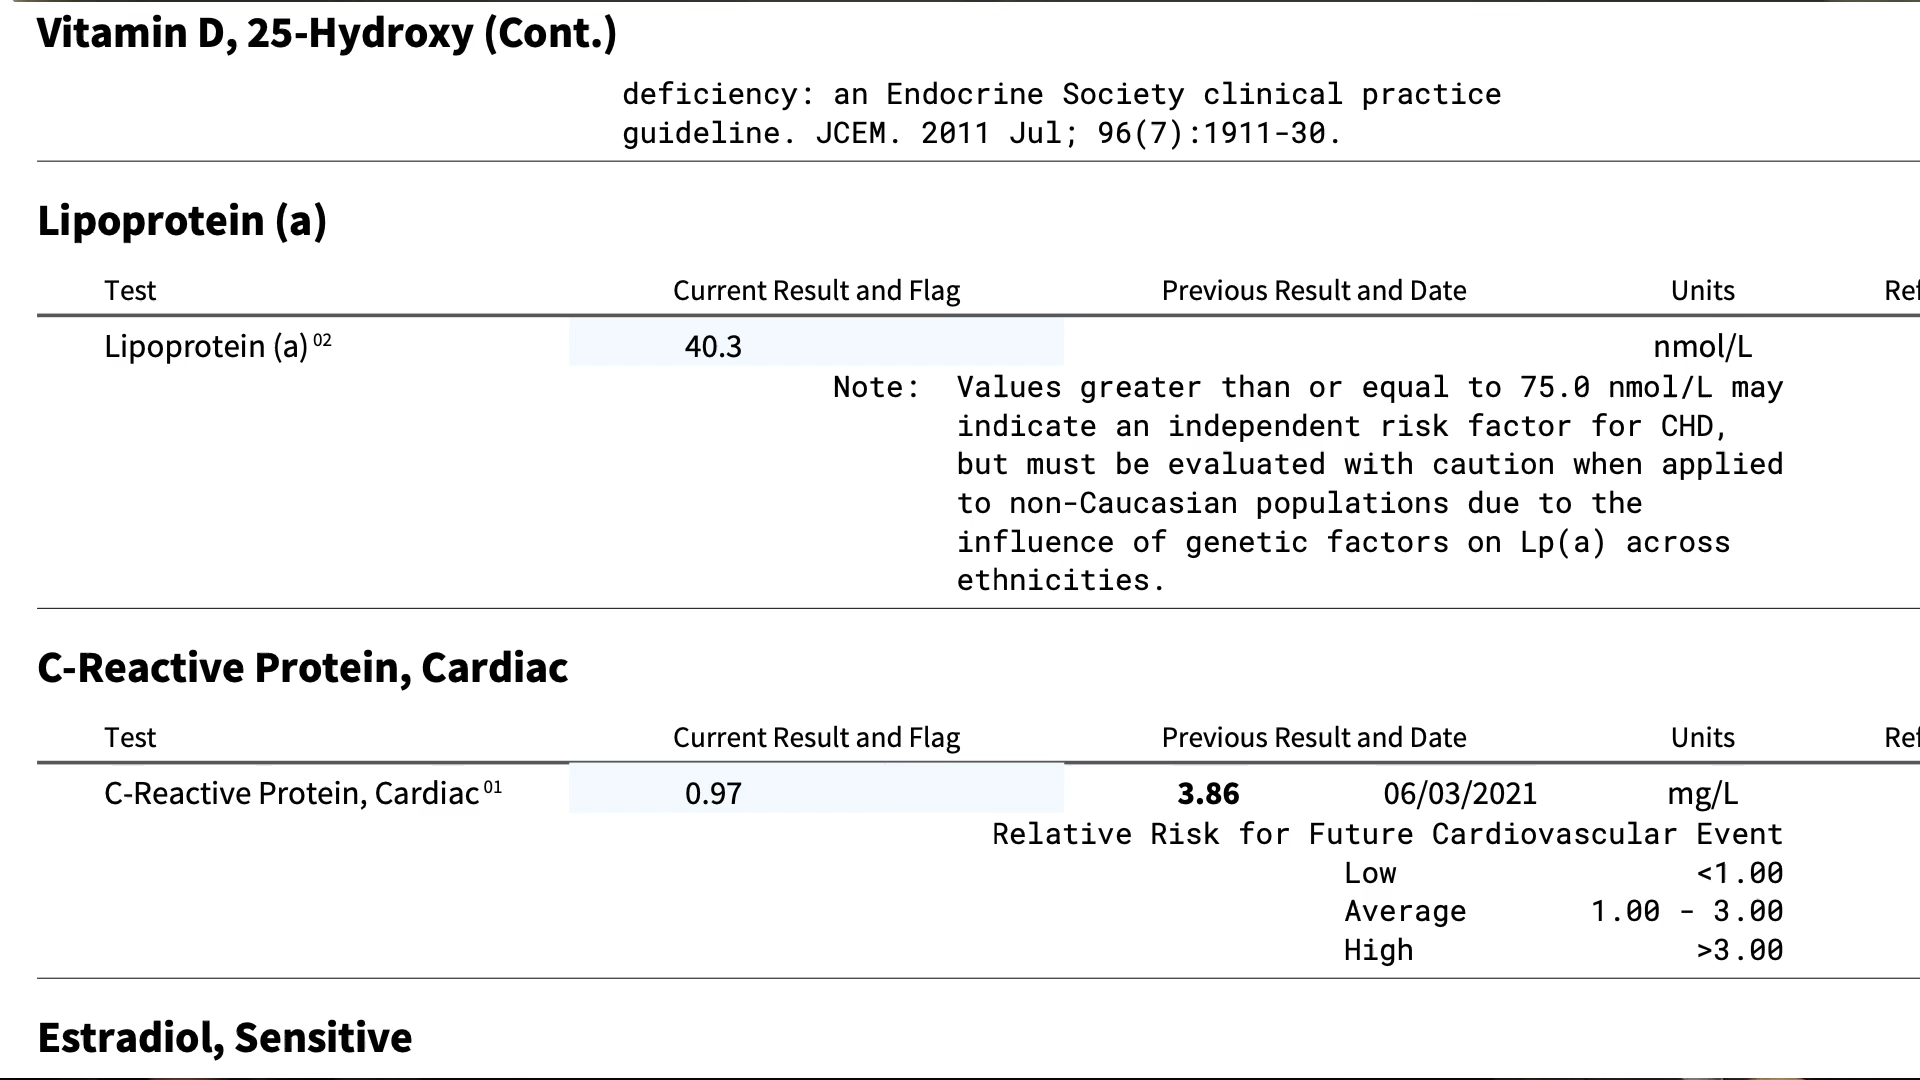 Vitamin D, 25-Hydroxy (Cont.)
deficiency: an Endocrine Society clinical practice
guideline. JCEM. 2011 Jul; 96(7):1911-30.
Lipoprotein (a)
Test Current Result and Flag Previous Result and Date Units Ref
Lipoprotein (a) 02 40.3 nmol/L
Note: Values greater than or equal to 75.0 nmol/L may
indicate an independent risk factor for CHD,
but must be evaluated with caution when applied
to non-Caucasian populations due to the
influence of genetic factors on Lp(a) across
ethnicities.
C-Reactive Protein, Cardiac
Test Current Result and Flag Previous Result and Date Units Ref
C-Reactive Protein, Cardiac 01 0.97 3.86 06/03/2021 mg/L
Relative Risk for Future Cardiovascular Event
Low <1.00
Average 1.00 - 3.00
High >3.00
Estradiol, Sensitive